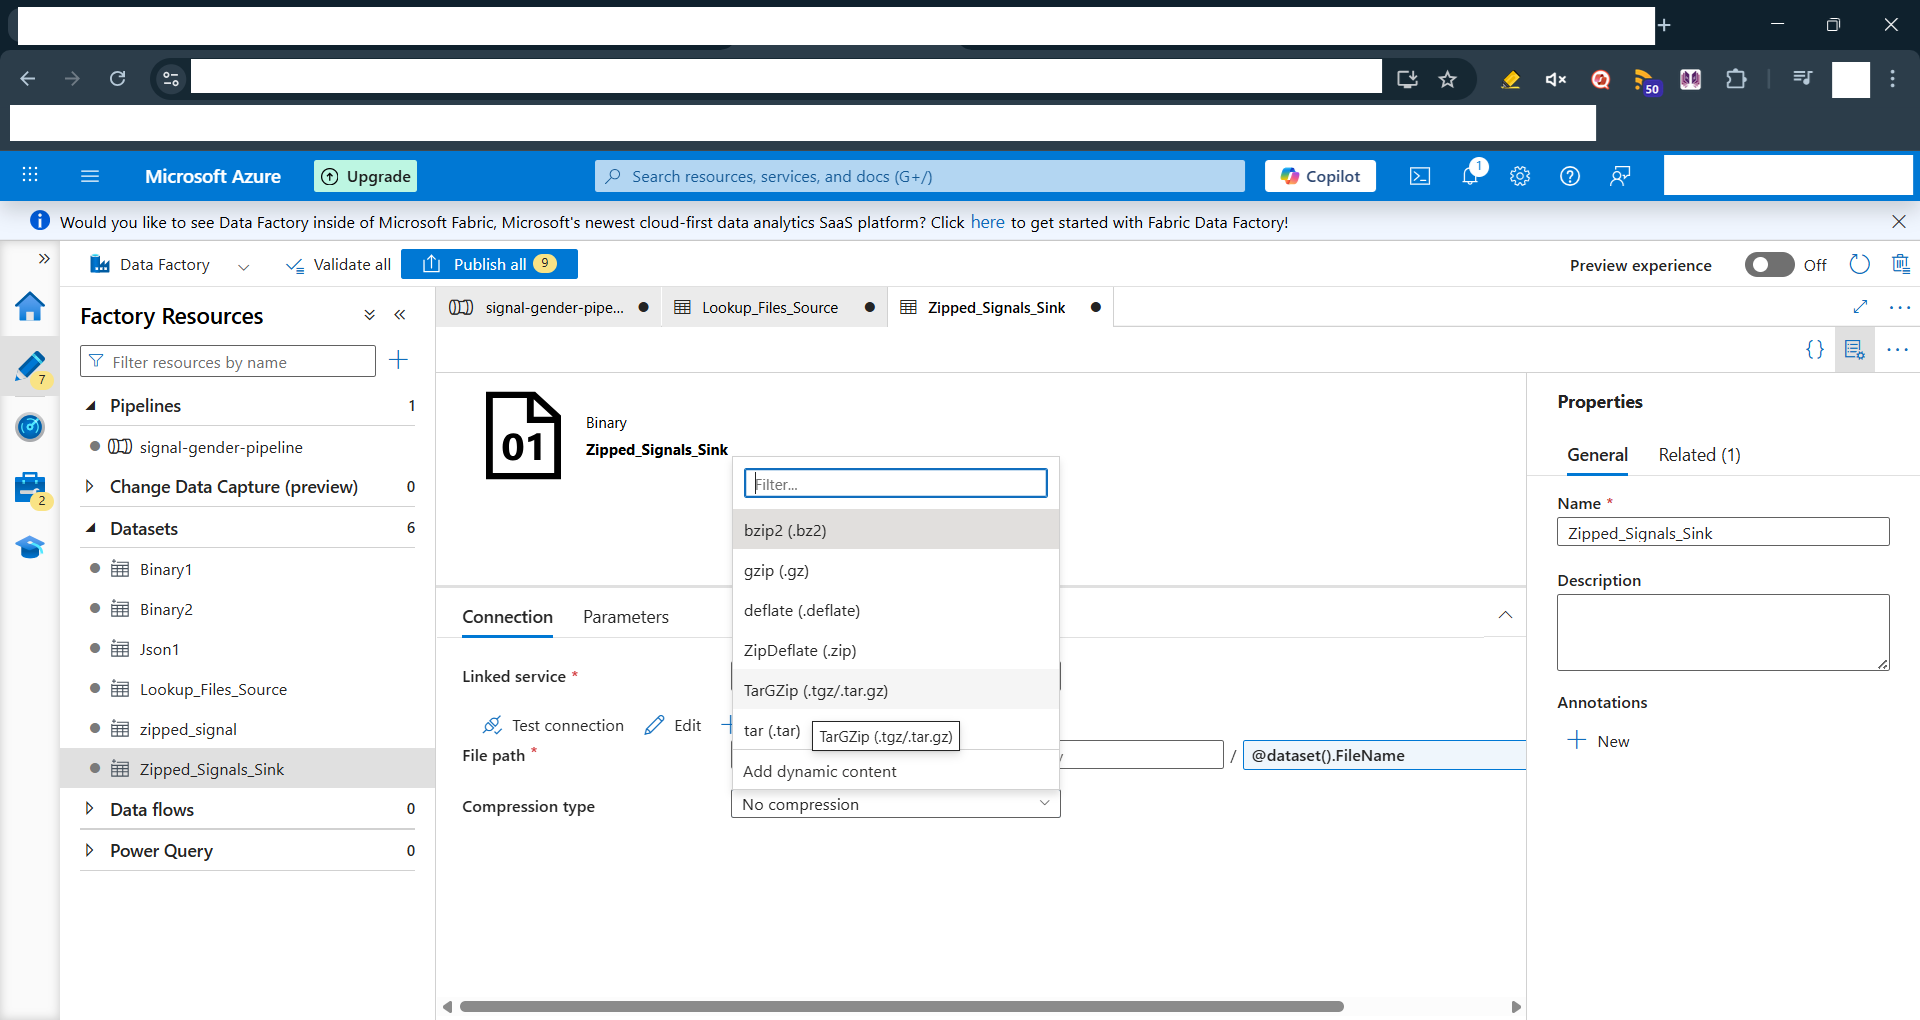 50
Microsoft Azure
Upgrade
Search resources, services, and docs (G+/)
Copilot
1
Would you like to see Data Factory inside of Microsoft Fabric, Microsoft's newest cloud-first data analytics SaaS platform? Click here to get started with Fabric Data Factory!
Data Factory
Validate all
Publish all 9
Preview experience
Off
7
2
Factory Resources
Filter resources by name
Pipelines 1
signal-gender-pipeline
Change Data Capture (preview) 0
Datasets 6
Binary1
Binary2
Json1
Lookup_Files_Source
zipped_signal
Zipped_Signals_Sink
Data flows 0
Power Query 0
signal-gender-pipe...
Lookup_Files_Source
Zipped_Signals_Sink
01
Binary
Zipped_Signals_Sink
Connection
Parameters
Linked service *
Test connection
Edit
File path *
/
@dataset().FileName
Compression type
No compression
Filter...
bzip2 (.bz2)
gzip (.gz)
deflate (.deflate)
ZipDeflate (.zip)
TarGZip (.tgz/.tar.gz)
tar (.tar)
TarGZip (.tgz/.tar.gz)
Add dynamic content
Properties
General
Related (1)
Name *
Zipped_Signals_Sink
Description
Annotations
New